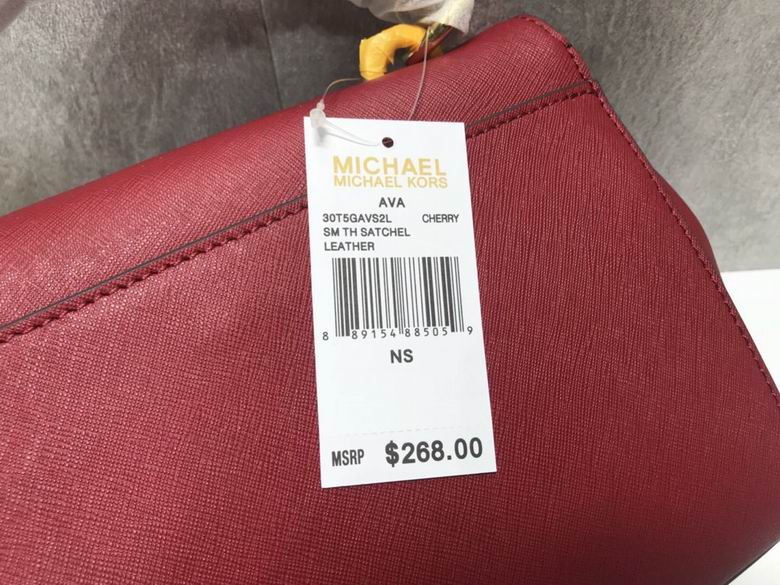 MICHAEL
MICHAEL KORS
AVA
30T5GAVS2L CHERRY
SM TH SATCHEL
LEATHER
8 89154 88505 9
NS
MSRP $268.00